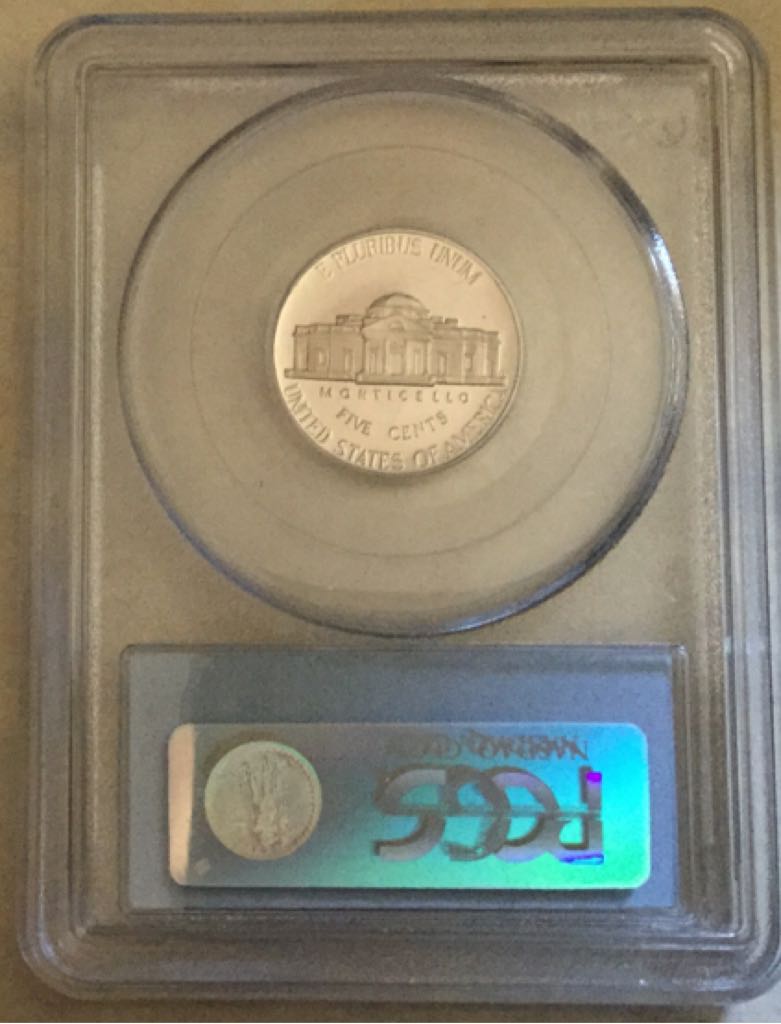 E PLURIBUS UNUM
MONTICELLO
FIVE CENTS
UNITED STATES OF AMERICA
PCGS